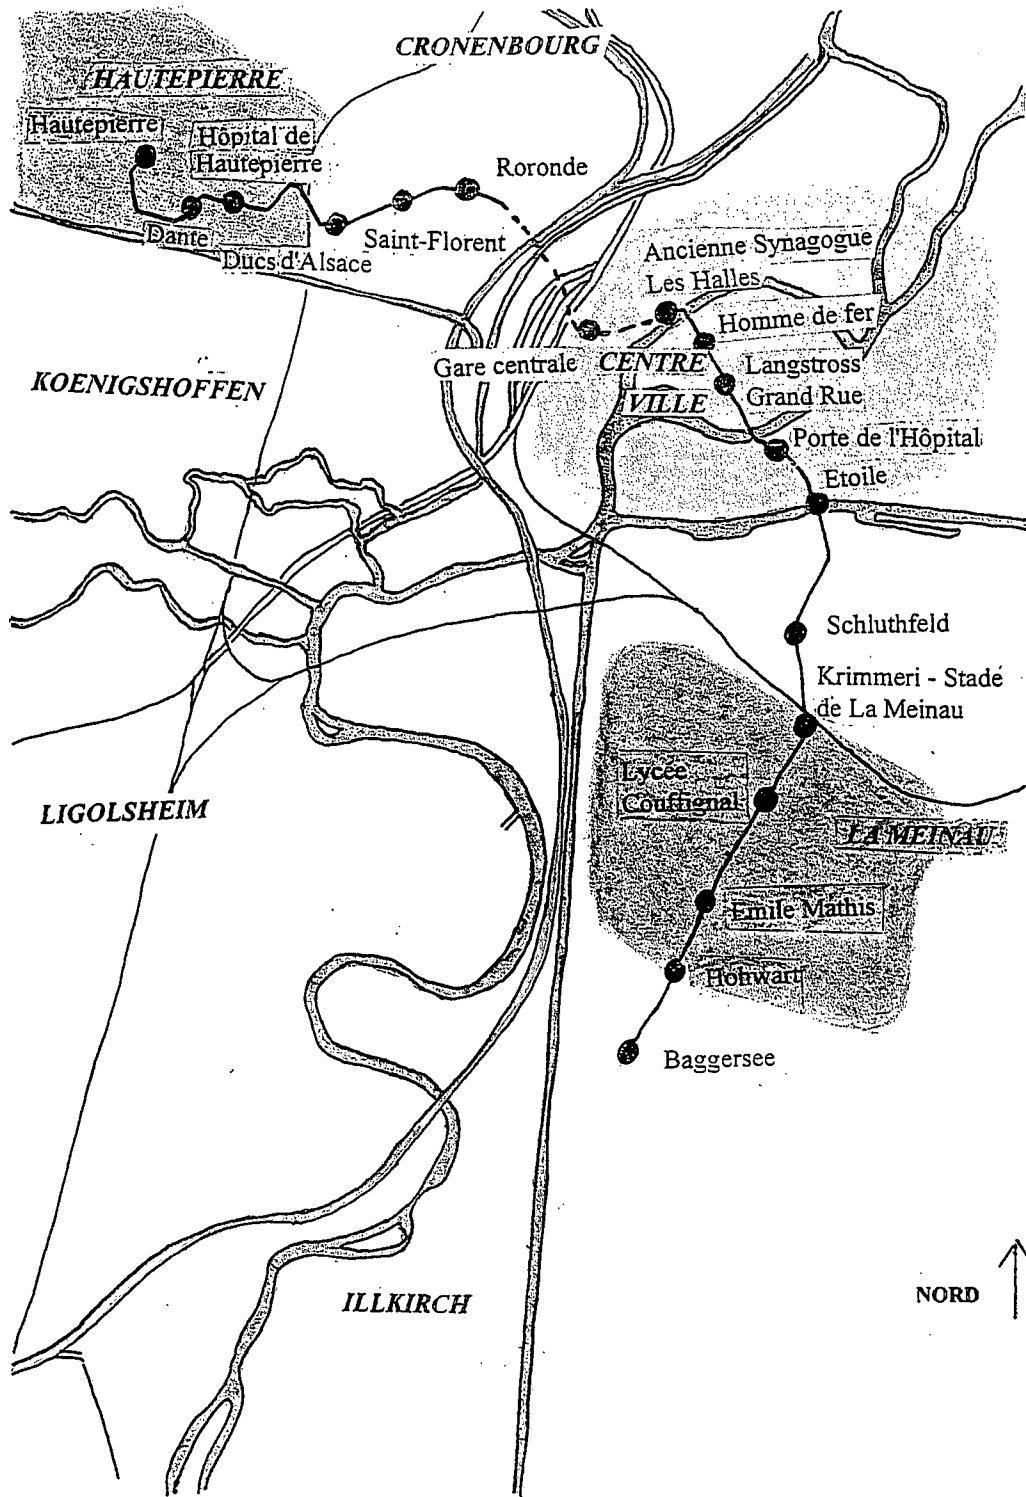 CRONENBOURG
HAUTEPIERRE
Hautepierre
Hôpital de
Hautepierre
Roronde
Dante
Saint-Florent
Ducs d'Alsace
Ancienne Synagogue
Les Halles
Homme de fer
Gare centrale
CENTRE
VILLE
Langstross
Grand Rue
KOENIGSHOFFEN
Porte de l'Hôpital
Etoile
Schluthfeld
Krimmeri - Stade
de La Meinau
Lycée
Couffignal
LIGOLSHEIM
LA MEINAU
Emile Mathis
Hohwart
Baggersee
ILLKIRCH
NORD